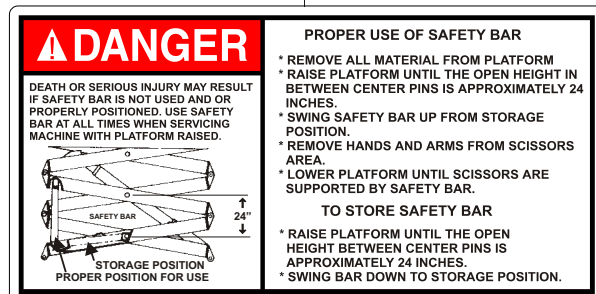 DANGER
DEATH OR SERIOUS INJURY MAY RESULT
IF SAFETY BAR IS NOT USED AND OR
PROPERLY POSITIONED. USE SAFETY
BAR AT ALL TIMES WHEN SERVICING
MACHINE WITH PLATFORM RAISED.
SAFETY BAR
24"
STORAGE POSITION
PROPER POSITION FOR USE
PROPER USE OF SAFETY BAR
* REMOVE ALL MATERIAL FROM PLATFORM
* RAISE PLATFORM UNTIL THE OPEN HEIGHT IN
BETWEEN CENTER PINS IS APPROXIMATELY 24
INCHES.
* SWING SAFETY BAR UP FROM STORAGE
POSITION.
* REMOVE HANDS AND ARMS FROM SCISSORS
AREA.
* LOWER PLATFORM UNTIL SCISSORS ARE
SUPPORTED BY SAFETY BAR.
TO STORE SAFETY BAR
* RAISE PLATFORM UNTIL THE OPEN
HEIGHT BETWEEN CENTER PINS IS
APPROXIMATELY 24 INCHES.
* SWING BAR DOWN TO STORAGE POSITION.